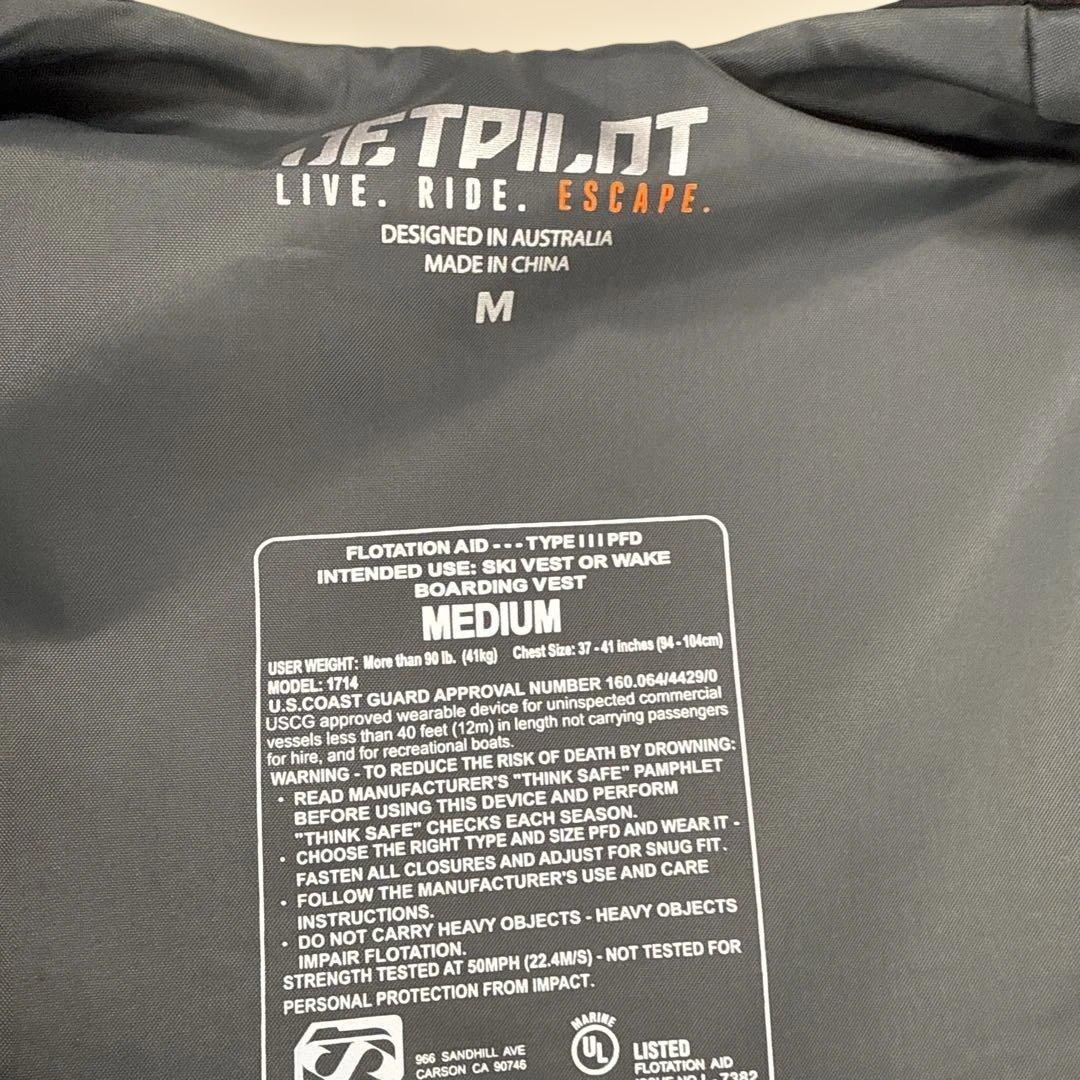 JETPILOT
LIVE. RIDE. ESCAPE.
DESIGNED IN AUSTRALIA
MADE IN CHINA
M
FLOTATION AID --- TYPE III PFD
INTENDED USE: SKI VEST OR WAKE
BOARDING VEST
MEDIUM
USER WEIGHT: More than 90 lb. (41kg) Chest Size: 37 - 41 inches (94 - 104cm)
MODEL: 1714
U.S.COAST GUARD APPROVAL NUMBER 160.064/4429/0
USCG approved wearable device for uninspected commercial
vessels less than 40 feet (12m) in length not carrying passengers
for hire, and for recreational boats.
WARNING - TO REDUCE THE RISK OF DEATH BY DROWNING:
• READ MANUFACTURER'S "THINK SAFE" PAMPHLET
BEFORE USING THIS DEVICE AND PERFORM
"THINK SAFE" CHECKS EACH SEASON.
• CHOOSE THE RIGHT TYPE AND SIZE PFD AND WEAR IT -
FASTEN ALL CLOSURES AND ADJUST FOR SNUG FIT.
• FOLLOW THE MANUFACTURER'S USE AND CARE
INSTRUCTIONS.
• DO NOT CARRY HEAVY OBJECTS - HEAVY OBJECTS
IMPAIR FLOTATION.
STRENGTH TESTED AT 50MPH (22.4M/S) - NOT TESTED FOR
PERSONAL PROTECTION FROM IMPACT.
966 SANDHILL AVE
CARSON CA 90746
MARINE
UL
LISTED
FLOTATION AID
ISSUE NO L - 7382